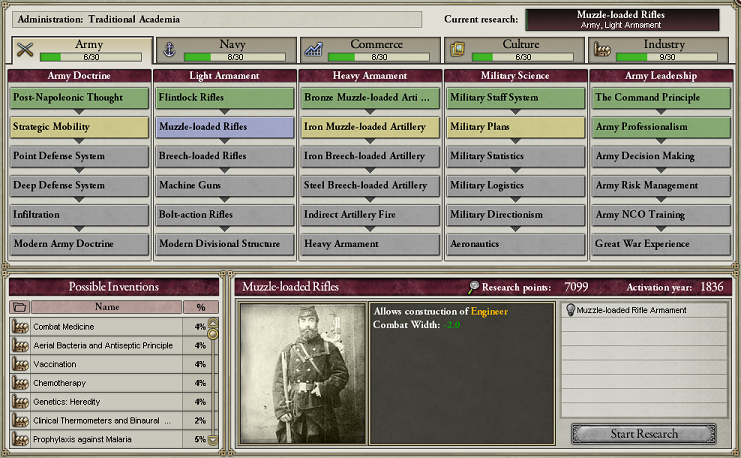 Administration: Traditional Academia
Current research:
Muzzle-loaded Rifles
Army, Light Armament
Army
6/30
Navy
8/30
Commerce
8/30
Culture
6/30
Industry
9/30
Army Doctrine
Light Armament
Heavy Armament
Military Science
Army Leadership
Post-Napoleonic Thought
Flintlock Rifles
Bronze Muzzle-loaded Arti ...
Military Staff System
The Command Principle
Strategic Mobility
Muzzle-loaded Rifles
Iron Muzzle-loaded Artillery
Military Plans
Army Professionalism
Point Defense System
Breech-loaded Rifles
Iron Breech-loaded Artillery
Military Statistics
Army Decision Making
Deep Defense System
Machine Guns
Steel Breech-loaded Artillery
Military Logistics
Army Risk Management
Infiltration
Bolt-action Rifles
Indirect Artillery Fire
Military Directionism
Army NCO Training
Modern Army Doctrine
Modern Divisional Structure
Heavy Armament
Aeronautics
Great War Experience
Possible Inventions
Name %
Combat Medicine 4%
Aerial Bacteria and Antiseptic Principle 4%
Vaccination 4%
Chemotherapy 4%
Genetics: Heredity 4%
Clinical Thermometers and Binaural ... 2%
Prophylaxis against Malaria 5%
Muzzle-loaded Rifles
Research points: 7099
Activation year: 1836
Allows construction of Engineer
Combat Width: -2.0
Muzzle-loaded Rifle Armament
Start Research